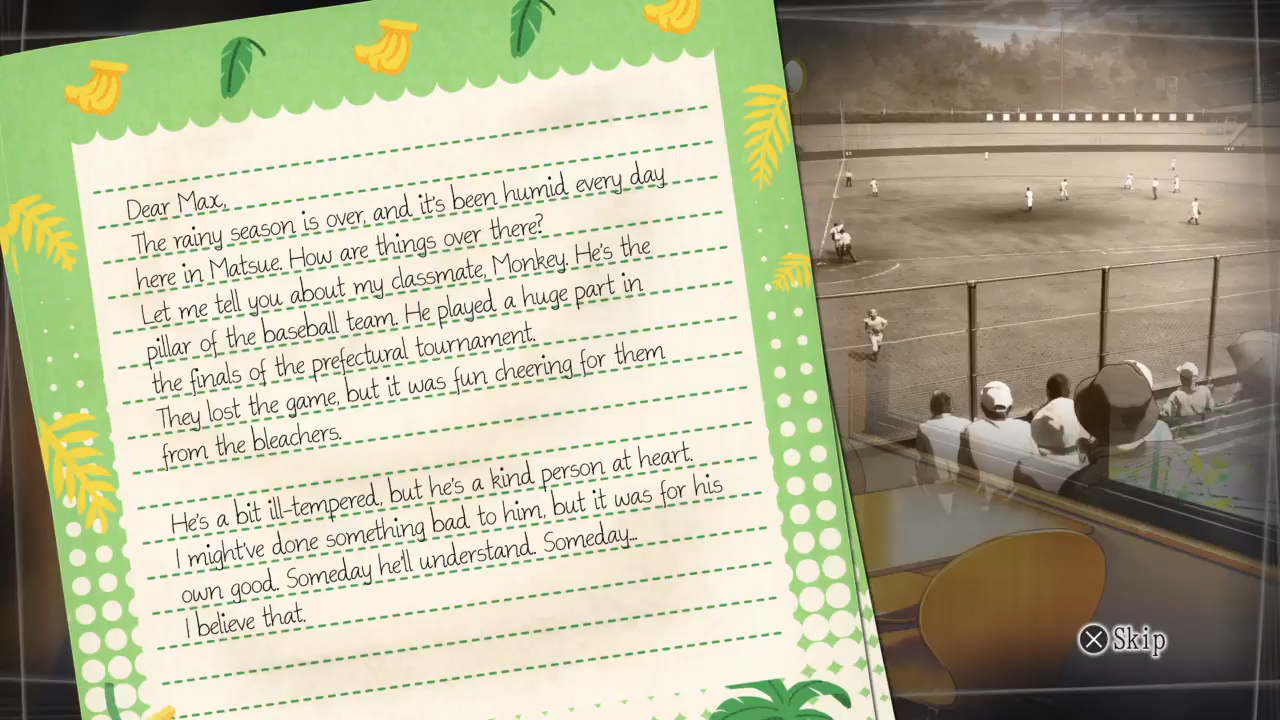 Dear Max,
The rainy season is over, and it's been humid every day
here in Matsue. How are things over there?
Let me tell you about my classmate, Monkey. He's the
pillar of the baseball team. He played a huge part in
the finals of the prefectural tournament.
They lost the game, but it was fun cheering for them
from the bleachers.
He's a bit ill-tempered, but he's a kind person at heart.
I might've done something bad to him, but it was for his
own good. Someday he'll understand. Someday...
I believe that.
Skip